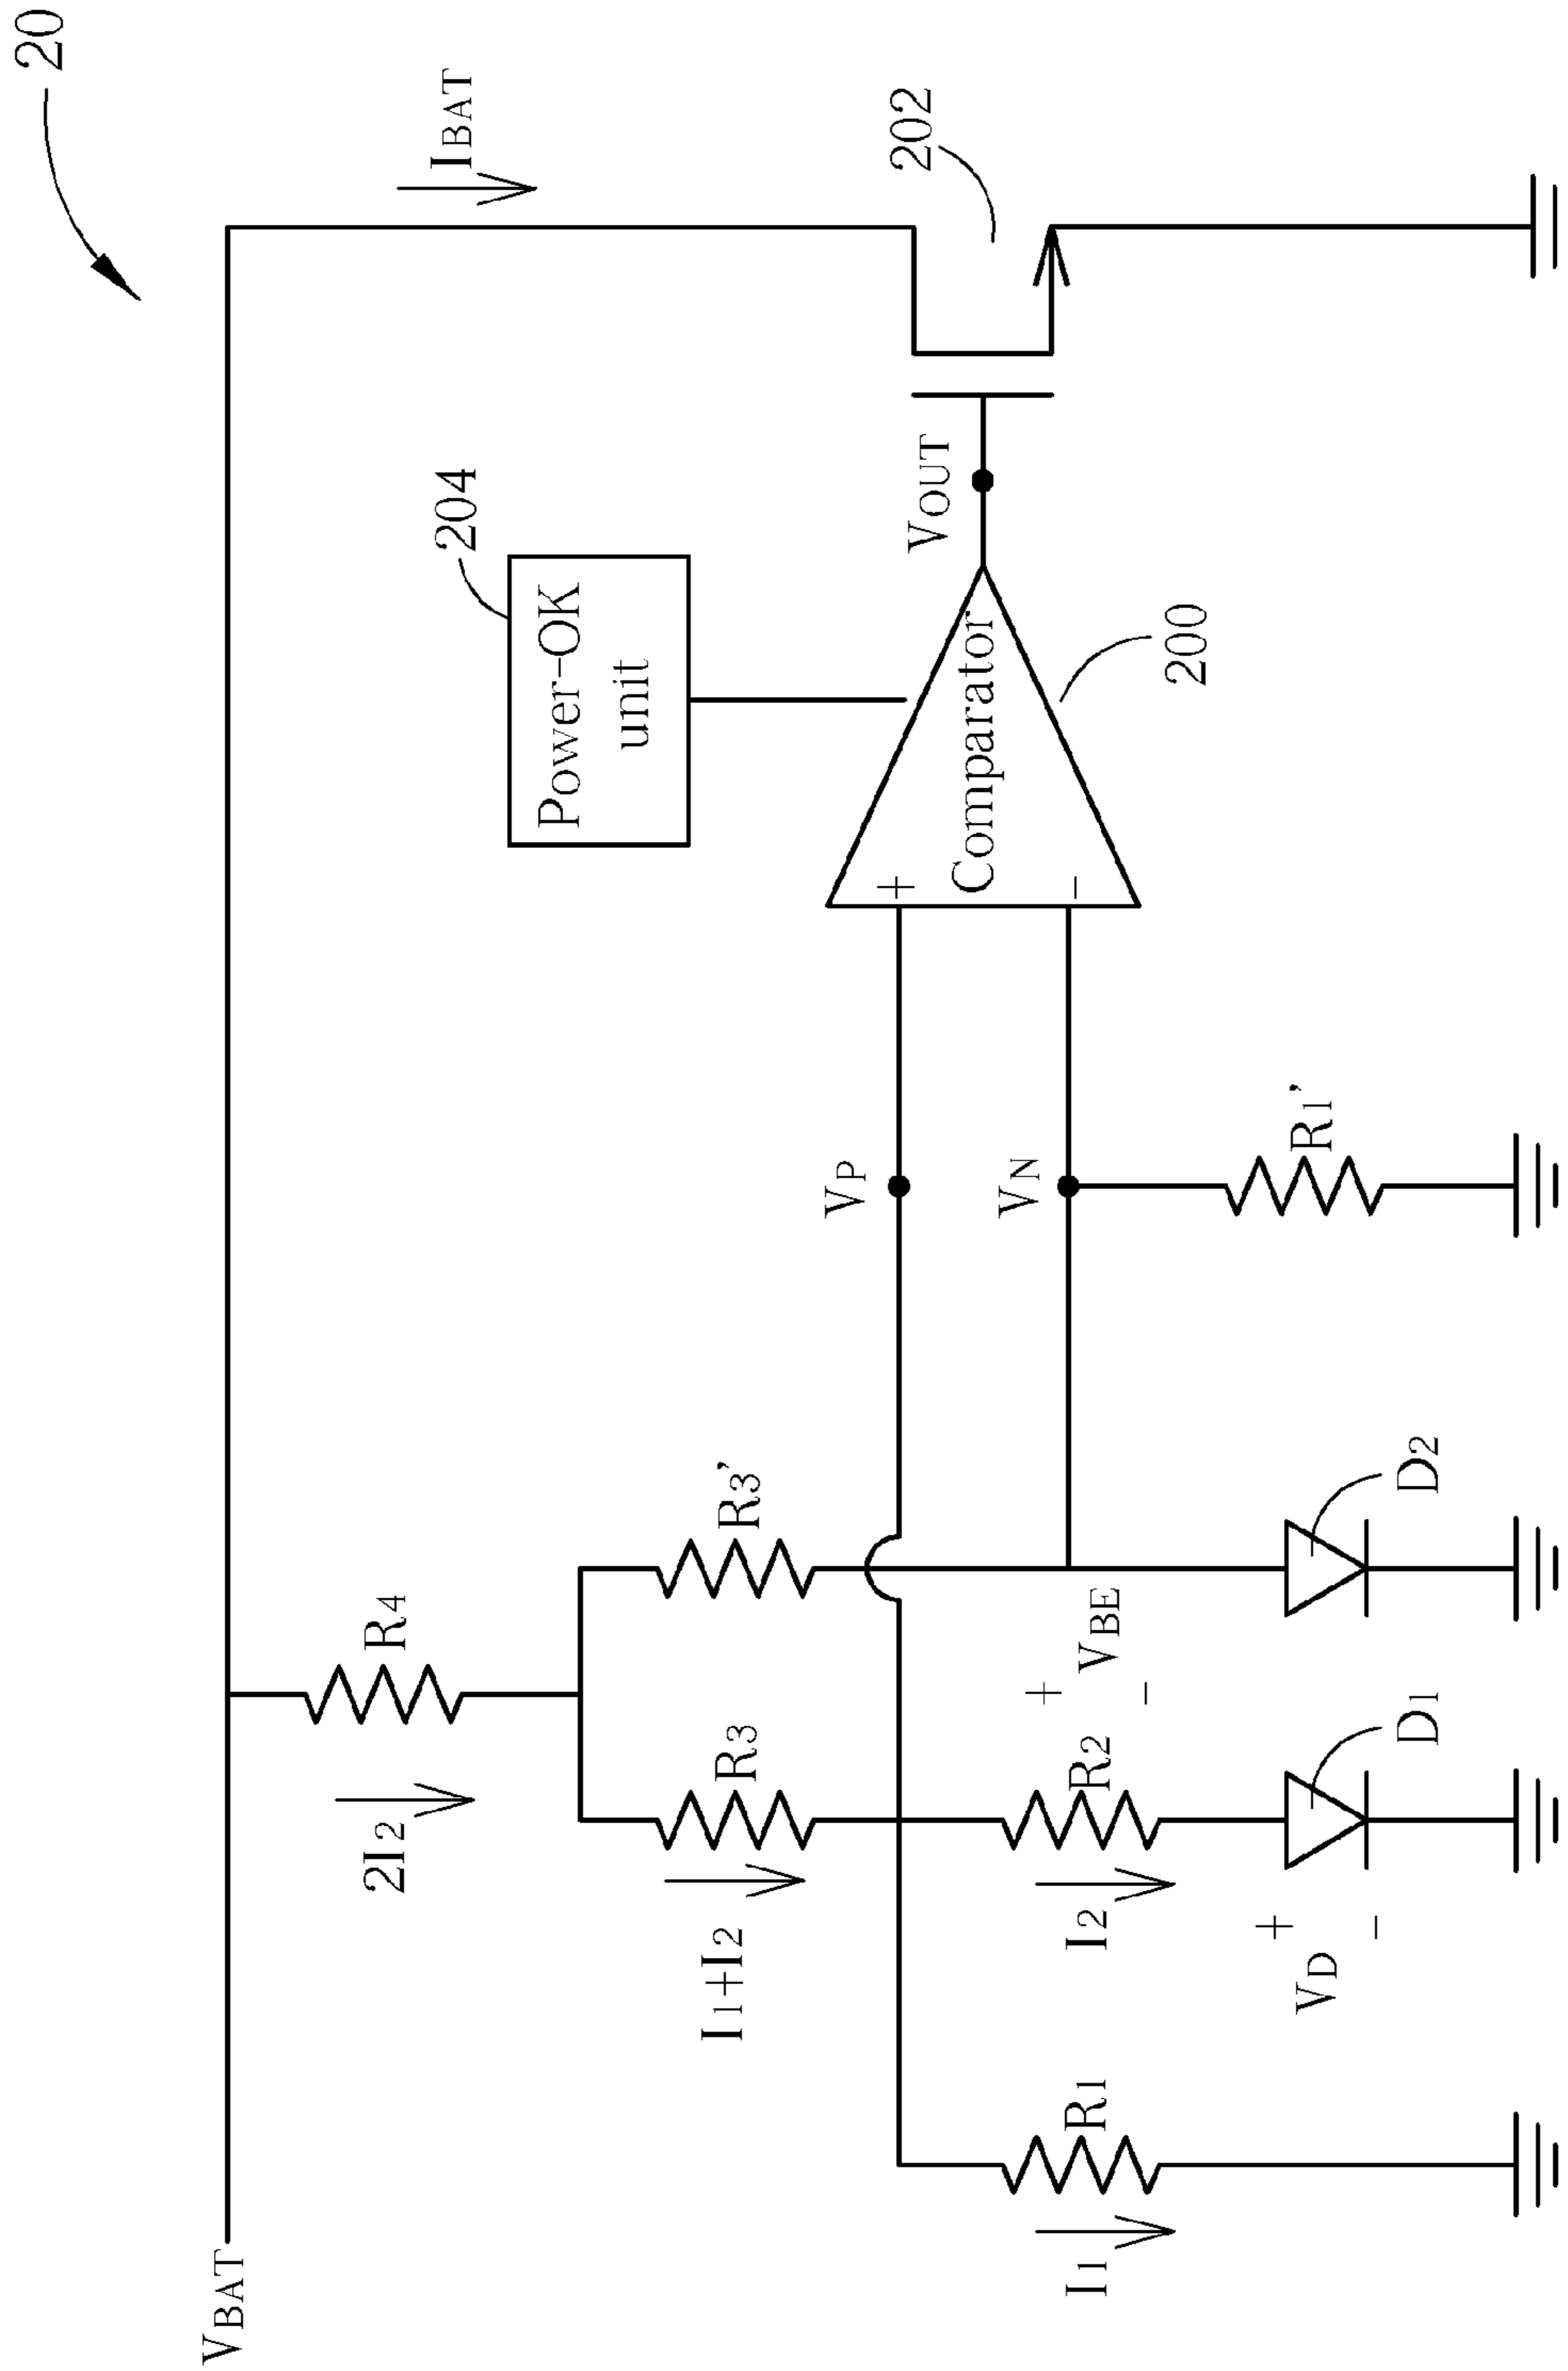 20
VBAT
IBAT
2I2
R4
204
Power-OK
unit
I1+I2
R3
R3'
VP
VOUT
202
+
Comparator
-
VN
200
I1
R1
I2
R2
+
VBE
-
R1'
+
VD
-
D1
D2